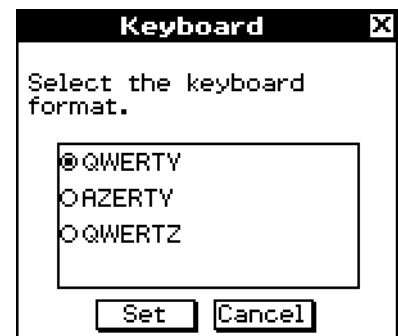 Keyboard
Select the keyboard
format.
QWERTY
AZERTY
QWERTZ
Set Cancel